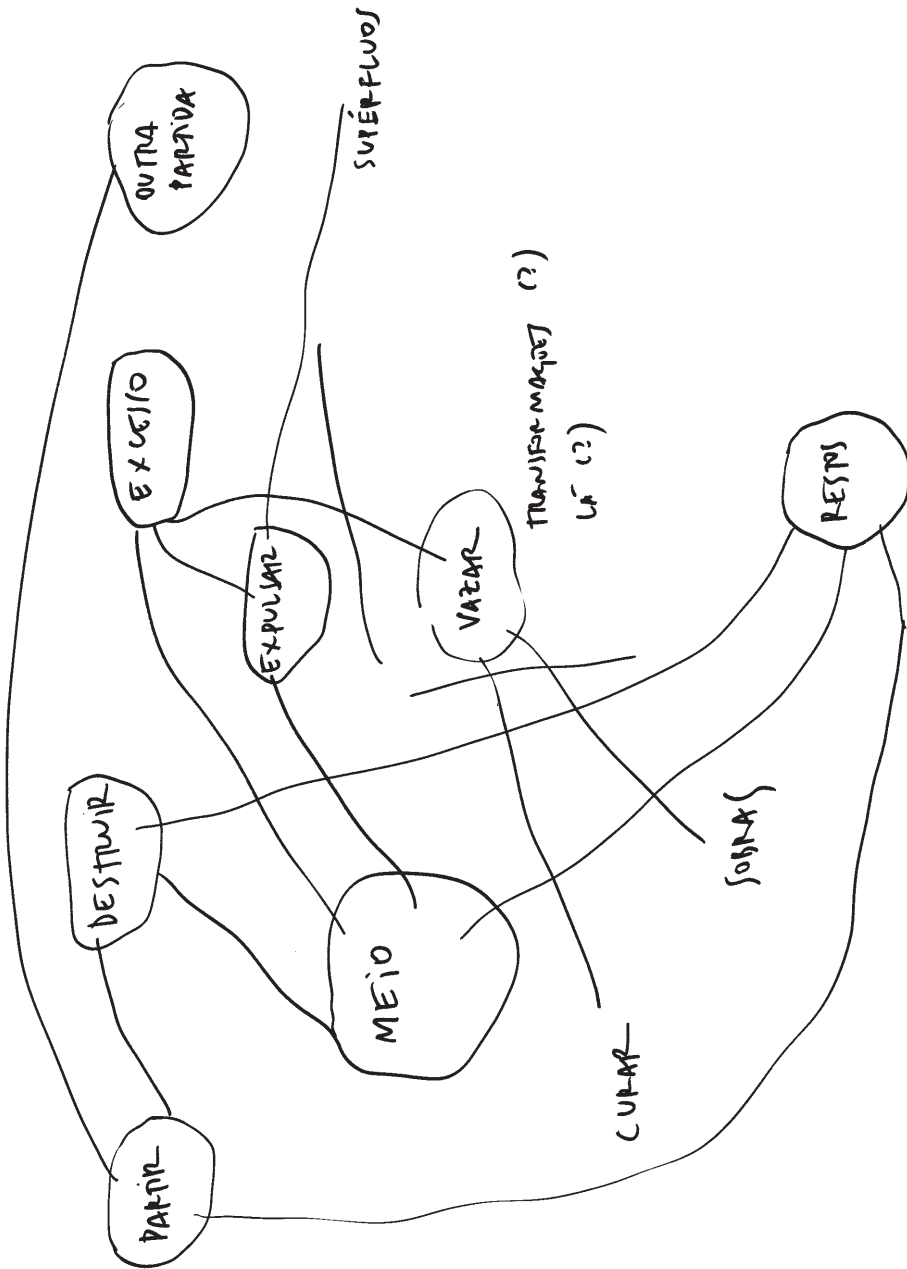 PARTIR
DESTRUIR
EXCESSO
OUTRA
PARTIDA
EXPULSAR
SUPÉRFLUOS
MEIO
VAZAR
TRANSFORMAÇÕES (?)
LÁ (?)
CURAR
SOBRAS
RESTOS